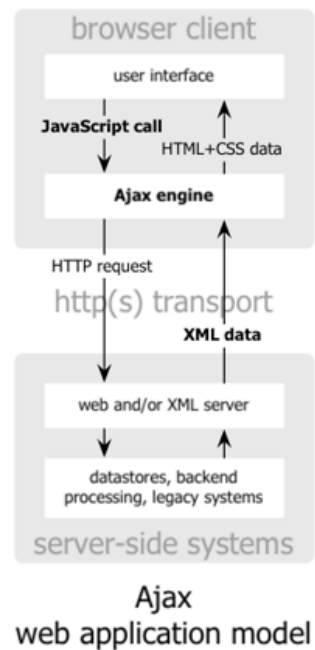 browser client
user interface
JavaScript call
HTML+CSS data
Ajax engine
HTTP request
http(s) transport
XML data
web and/or XML server
datastores, backend
processing, legacy systems
server-side systems
Ajax
web application model